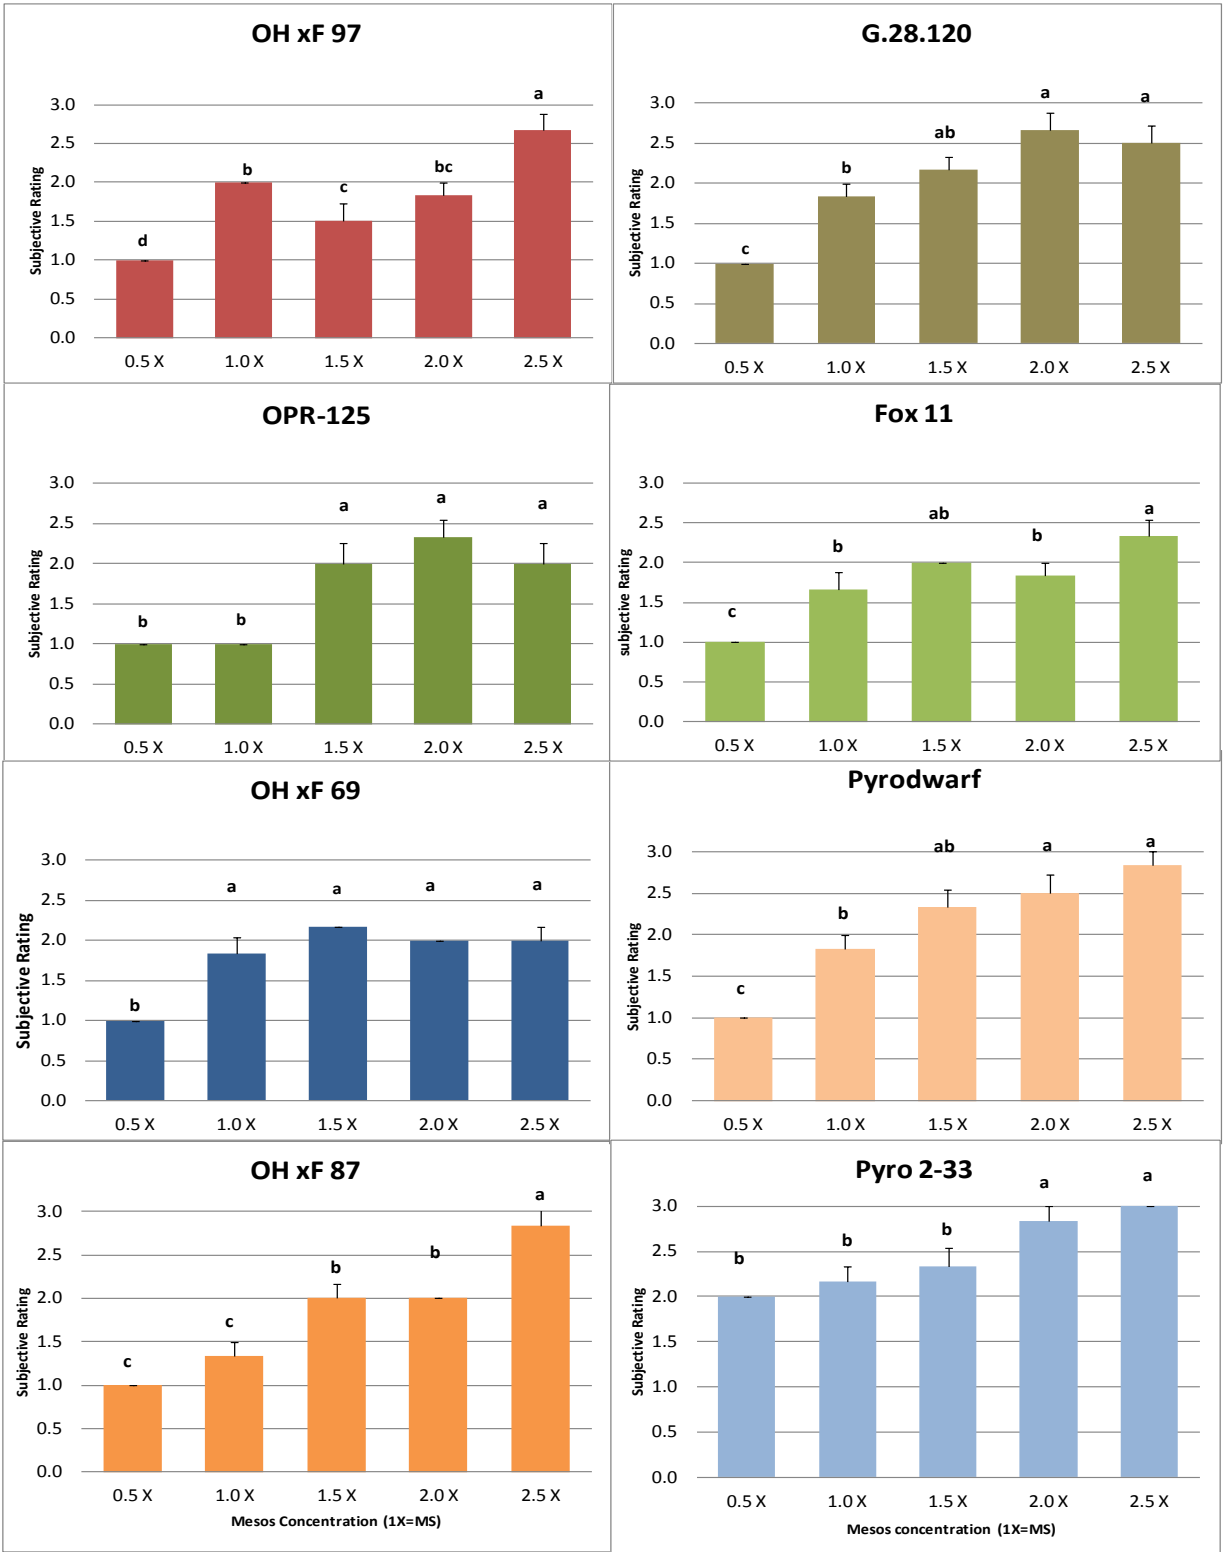 OH xF 97
a
3.0
2.5
b
bc
2.0
c
1.5
d
1.0
0.5
0.0
Subjective Rating
0.5 X 1.0 X 1.5 X 2.0 X 2.5 X
G.28.120
a a
3.0
ab
2.5
b
2.0
1.5
c
1.0
0.5
0.0
Subjective Rating
0.5 X 1.0 X 1.5 X 2.0 X 2.5 X
OPR-125
3.0
a a a
2.5
2.0
1.5
b b
1.0
0.5
0.0
Subjective Rating
0.5 X 1.0 X 1.5 X 2.0 X 2.5 X
Fox 11
3.0
ab a
2.5
b b
2.0
1.5
c
1.0
0.5
0.0
subjective Rating
0.5 X 1.0 X 1.5 X 2.0 X 2.5 X
OH xF 69
3.0
a a a a
2.5
2.0
1.5
b
1.0
0.5
0.0
Subjective Rating
0.5 X 1.0 X 1.5 X 2.0 X 2.5 X
Pyrodwarf
ab a a
3.0
2.5
b
2.0
1.5
c
1.0
0.5
0.0
Subjective Rating
0.5 X 1.0 X 1.5 X 2.0 X 2.5 X
OH xF 87
a
3.0
b b
2.5
2.0
c
1.5
c
1.0
0.5
0.0
Subjective Rating
0.5 X 1.0 X 1.5 X 2.0 X 2.5 X
Mesos Concentration (1X=MS)
Pyro 2-33
a a
3.0
b b b
2.5
2.0
1.5
1.0
0.5
0.0
Subjective Rating
0.5 X 1.0 X 1.5 X 2.0 X 2.5 X
Mesos concentration (1X=MS)